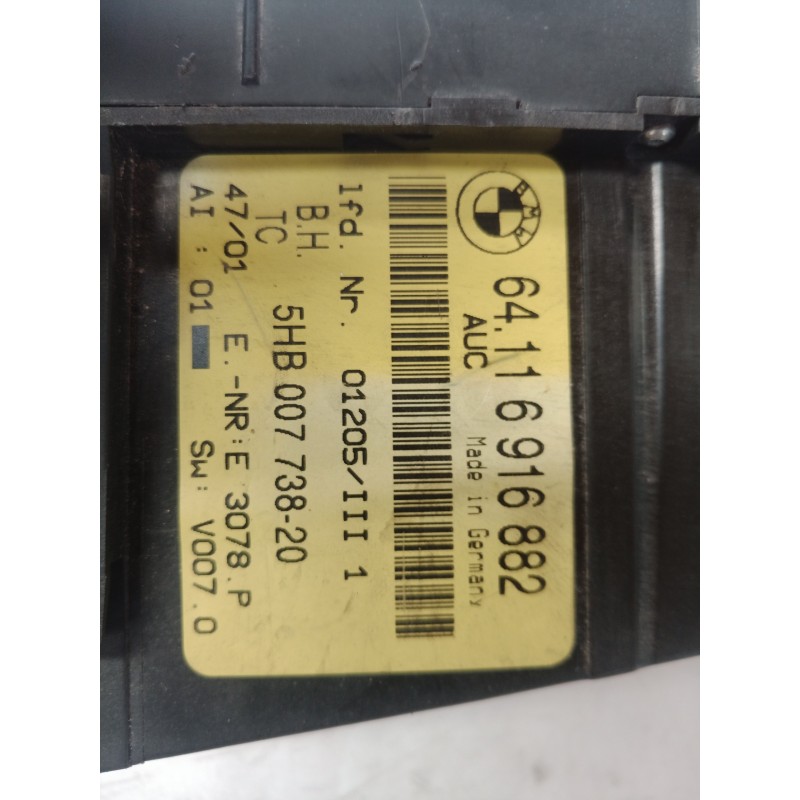 BMW
64.11 6 916 882
AUC
Made in Germany
lfd. Nr. 01205/III 1
B.H.
TC 5HB 007 738-20
47/01 E.-NR:E 3078.P
AI : 01 Sw: V007.0